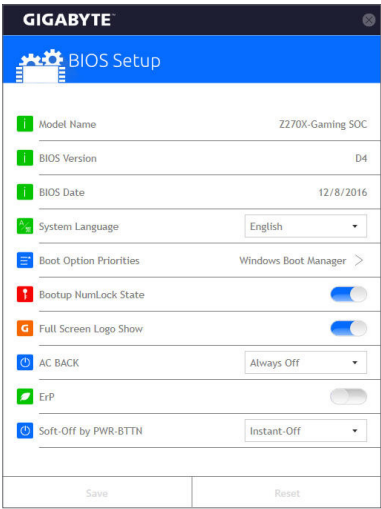 GIGABYTE™
BIOS Setup
Model Name Z270X-Gaming SOC
BIOS Version D4
BIOS Date 12/8/2016
System Language English
Boot Option Priorities Windows Boot Manager >
Bootup NumLock State
G Full Screen Logo Show
AC BACK Always Off
ErP
Soft-Off by PWR-BTTN Instant-Off
Save Reset